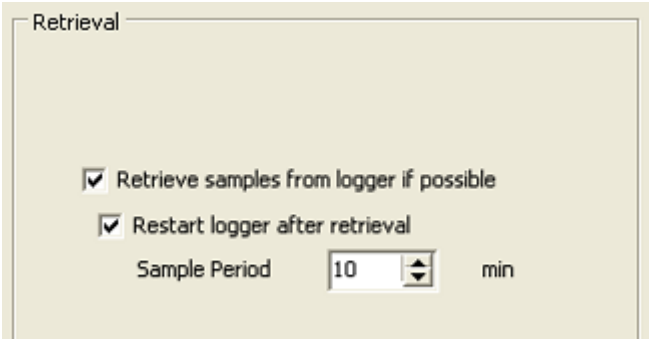 Retrieval
Retrieve samples from logger if possible
Restart logger after retrieval
Sample Period 10 min